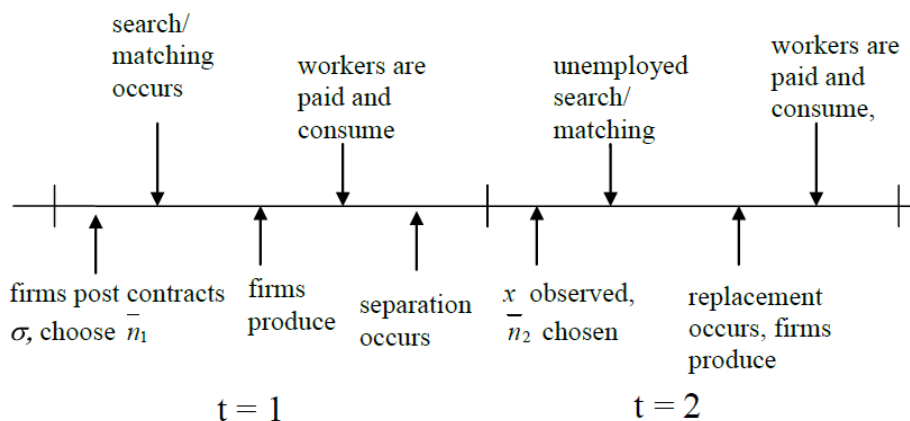 search/
matching
occurs
workers are
paid and
consume
unemployed
search/
matching
workers are
paid and
consume,
firms post contracts
σ, choose n̄₁
firms
produce
separation
occurs
x observed,
n̄₂ chosen
replacement
occurs, firms
produce
t = 1
t = 2